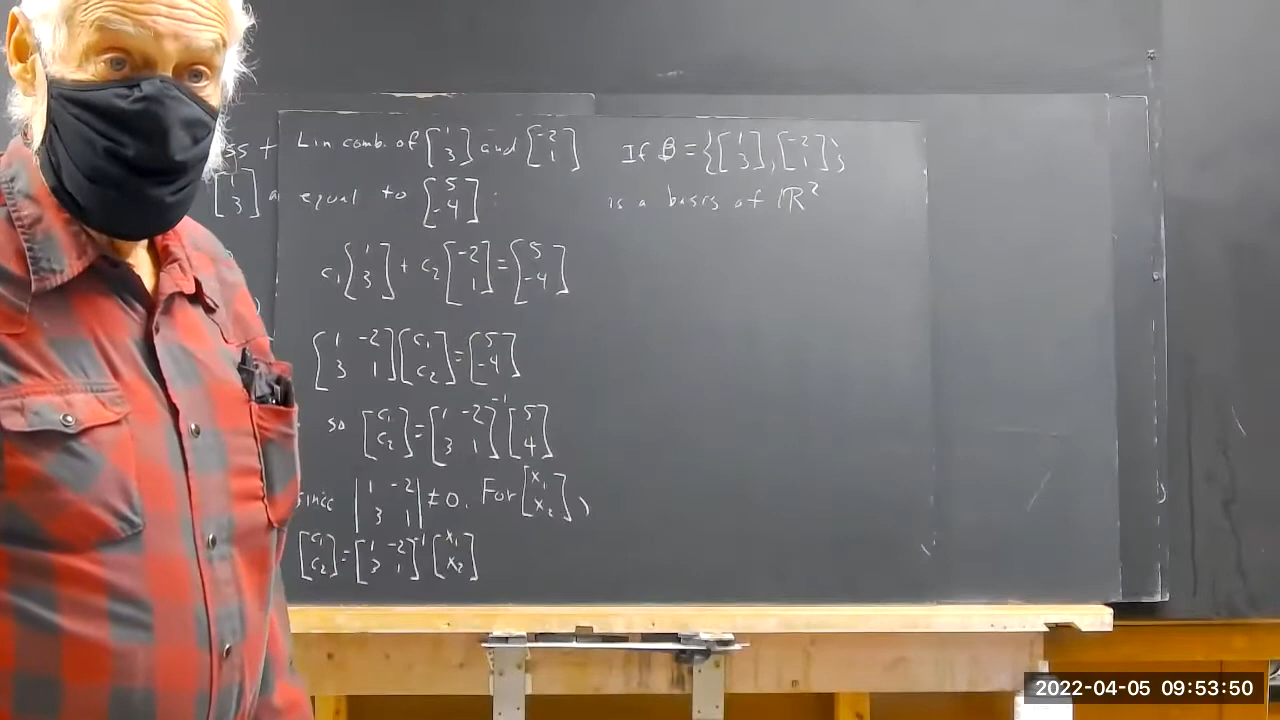 ss + Lin comb. of [1 3] and [-2 1]
[1 3] a equal to [5 -4] :
c₁ [1 3] + c₂ [-2 1] = [5 -4]
[1 -2 3 1] [c₁ c₂] = [5 -4]
so [c₁ c₂] = [1 -2 3 1]⁻¹ [5 4]
since |1 -2 3 1| ≠ 0. For [x₁ x₂],
[c₁ c₂] = [1 -2 3 1]⁻¹ [x₁ x₂]
If B = {[1 3], [-2 1]}
is a basis of ℝ²
2022-04-05 09:53:50